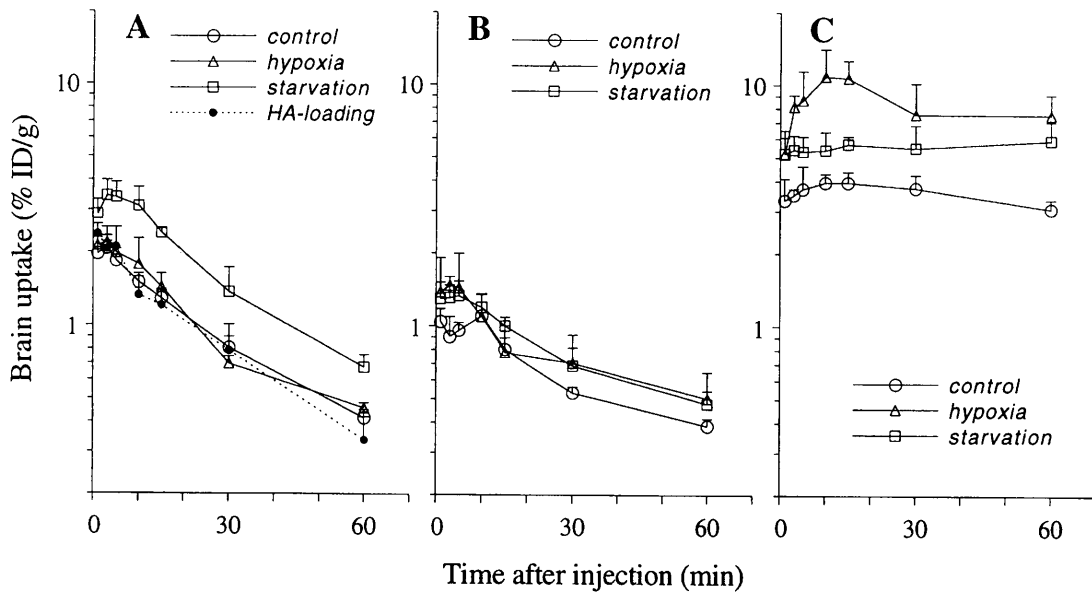 A
control
hypoxia
starvation
HA-loading
B
control
hypoxia
starvation
C
control
hypoxia
starvation
Brain uptake (% ID/g)
10
1
10
1
10
1
0 30 60
0 30 60
0 30 60
Time after injection (min)